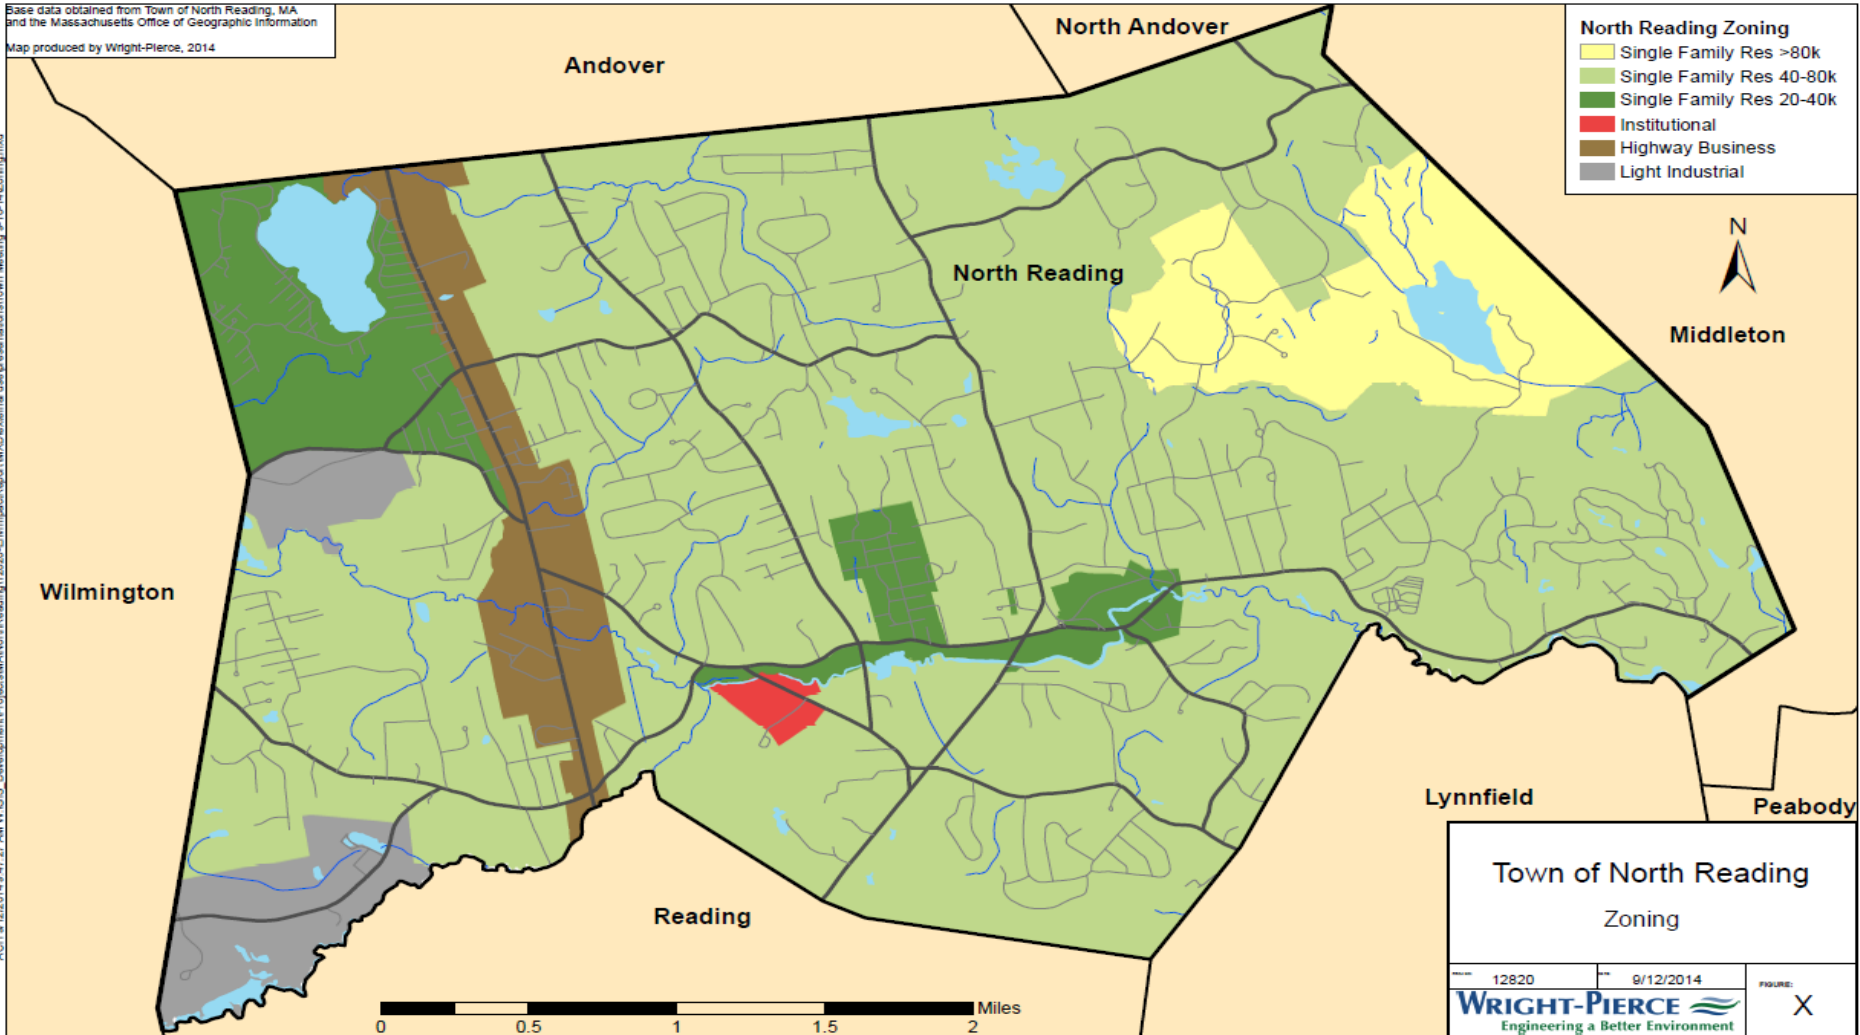 Base data obtained from Town of North Reading, MA
and the Massachusetts Office of Geographic Information
Map produced by Wright-Pierce, 2014
North Andover
Andover
North Reading Zoning
Single Family Res >80k
Single Family Res 40-80k
Single Family Res 20-40k
Institutional
Highway Business
Light Industrial
N
North Reading
Middleton
Wilmington
Lynnfield
Peabody
Reading
Town of North Reading
Zoning
12820
9/12/2014
FIGURE:
X
WRIGHT-PIERCE
Engineering a Better Environment
Miles
0 0.5 1 1.5 2